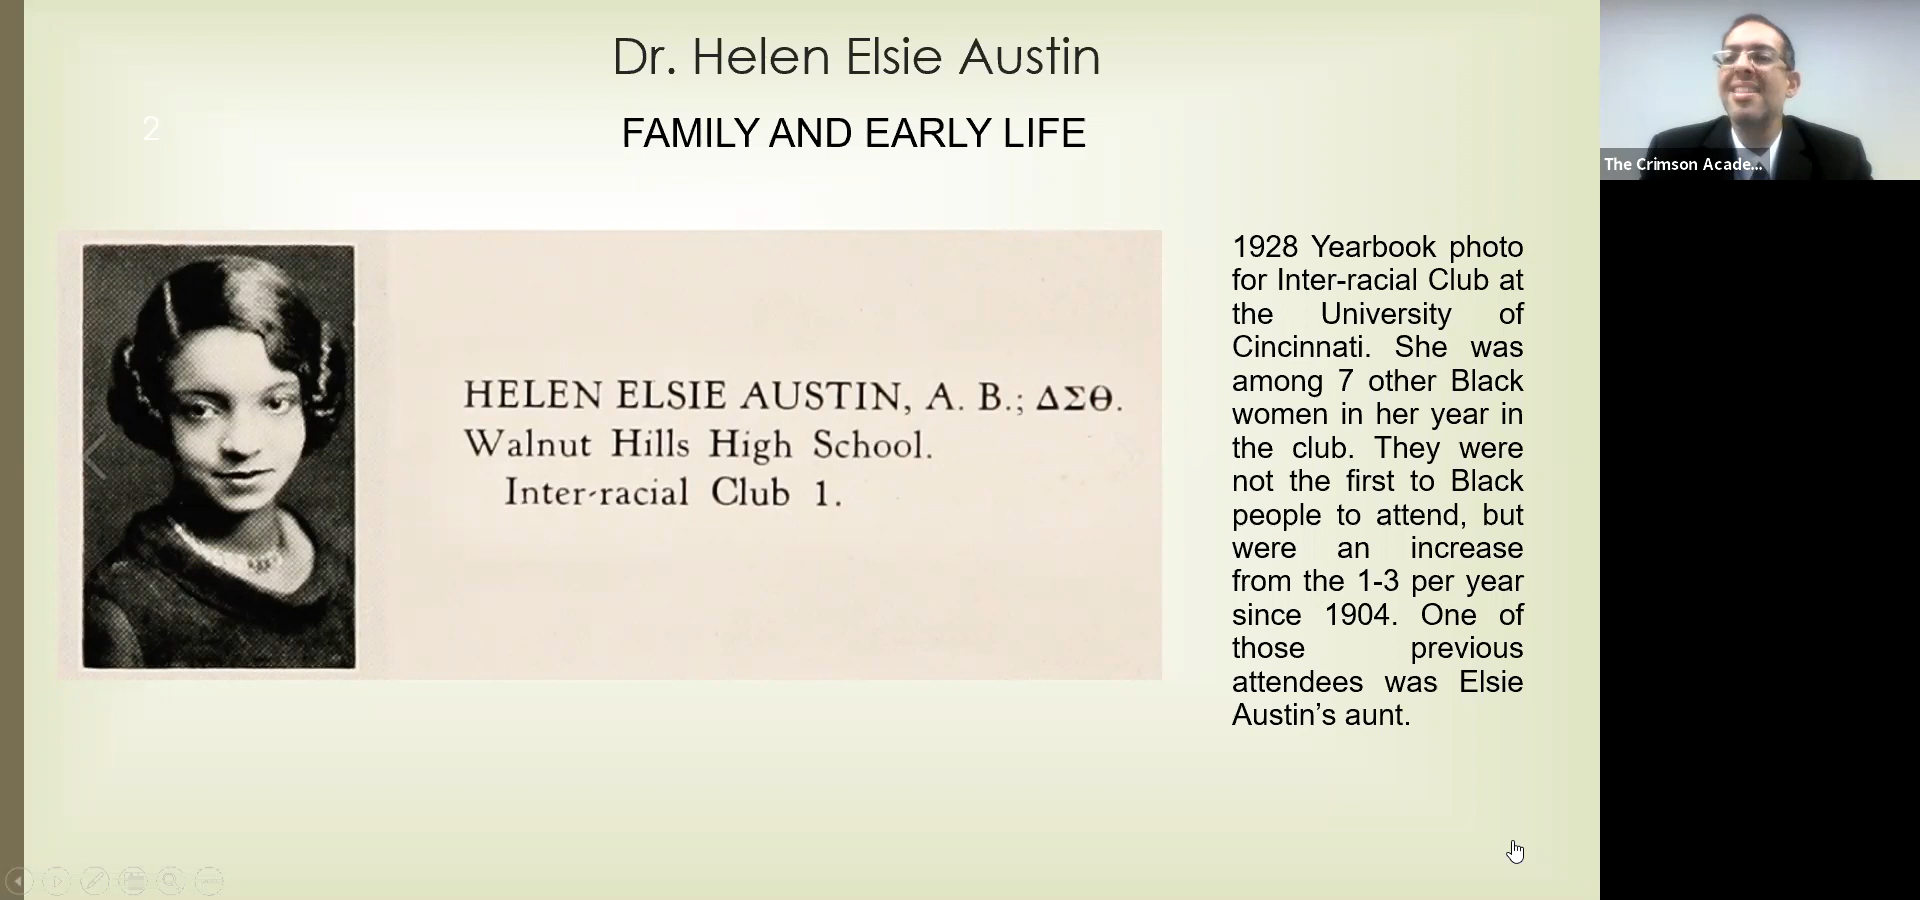 Dr. Helen Elsie Austin
2
FAMILY AND EARLY LIFE
HELEN ELSIE AUSTIN, A. B.; ΔΣΘ.
Walnut Hills High School.
Inter-racial Club 1.
1928 Yearbook photo
for Inter-racial Club at
the University of
Cincinnati. She was
among 7 other Black
women in her year in
the club. They were
not the first to Black
people to attend, but
were an increase
from the 1-3 per year
since 1904. One of
those previous
attendees was Elsie
Austin’s aunt.
The Crimson Acade...